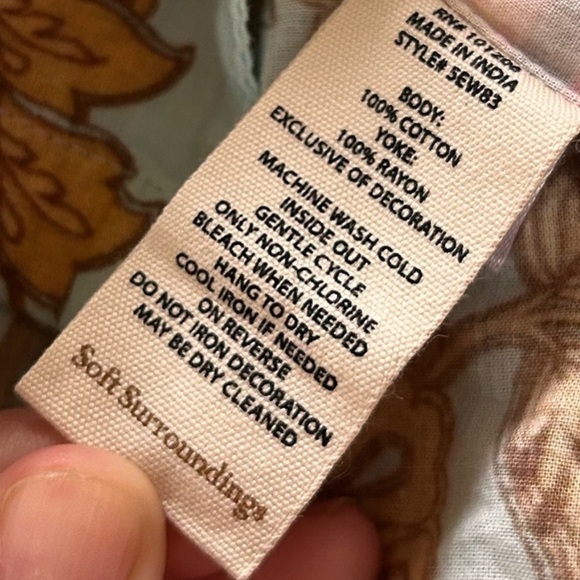 MADE IN INDIA
STYLE# 5EW83
BODY:
100% COTTON
YOKE:
100% RAYON
EXCLUSIVE OF DECORATION
MACHINE WASH COLD
INSIDE OUT
GENTLE CYCLE
ONLY NON-CHLORINE
BLEACH WHEN NEEDED
HANG TO DRY
COOL IRON IF NEEDED
ON REVERSE
DO NOT IRON DECORATION
MAY BE DRY CLEANED
Soft Surroundings